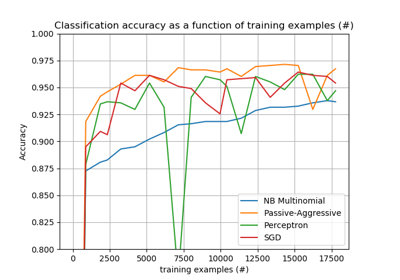 Classification accuracy as a function of training examples (#)
1.000
0.975
0.950
0.925
0.900
0.875
0.850
0.825
0.800
Accuracy
NB Multinomial
Passive-Aggressive
Perceptron
SGD
0 2500 5000 7500 10000 12500 15000 17500
training examples (#)